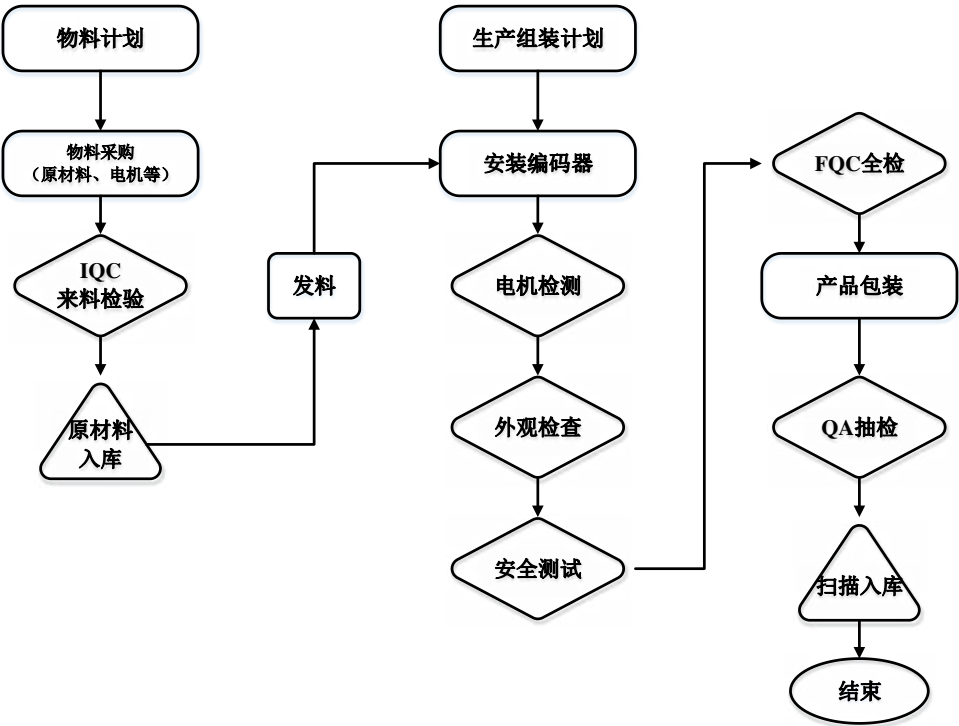 物料计划
物料采购
（原材料、电机等）
IQC
来料检验
原材料
入库
发料
生产组装计划
安装编码器
电机检测
外观检查
安全测试
FQC全检
产品包装
QA抽检
扫描入库
结束